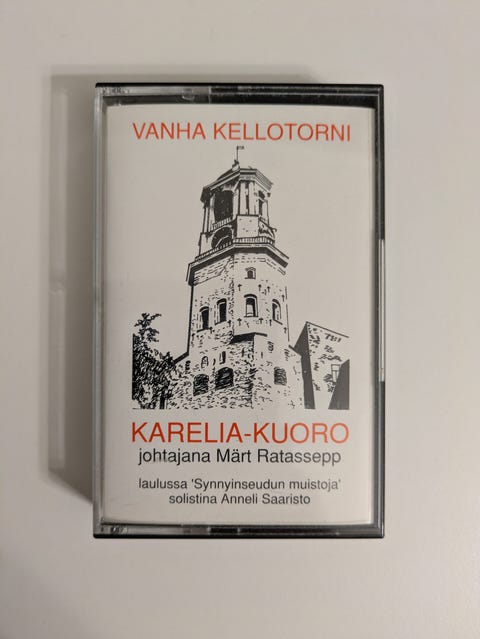 VANHA KELLOTORNI
KARELIA-KUORO
johtajana Märt Ratassepp
laulussa 'Synnyinseudun muistoja'
solistina Anneli Saaristo